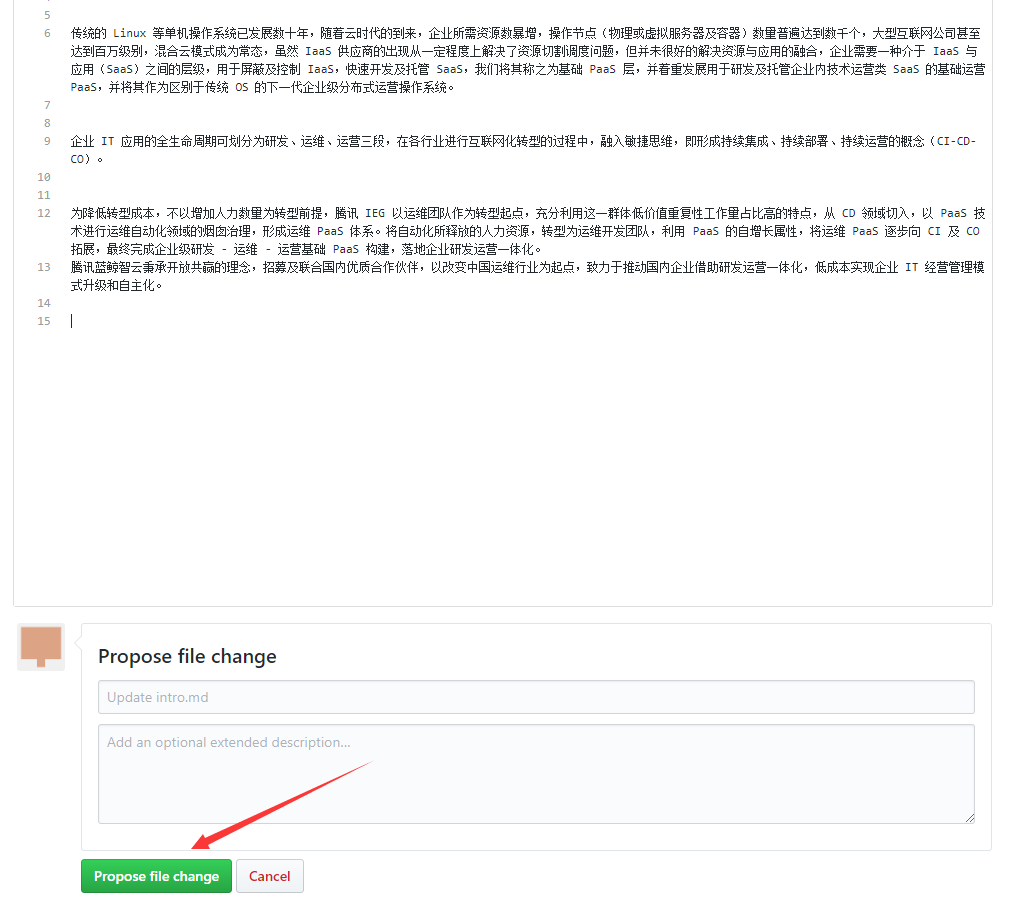 5
6 传统的 Linux 等单机操作系统已发展数十年，随着云时代的到来，企业所需资源数暴增，操作节点（物理或虚拟服务器及容器）数量普遍达到数千个，大型互联网公司甚至
达到百万级别，混合云模式成为常态，虽然 IaaS 供应商的出现从一定程度上解决了资源切割调度问题，但并未很好的解决资源与应用的融合，企业需要一种介于 IaaS 与
应用（SaaS）之间的层级，用于屏蔽及控制 IaaS，快速开发及托管 SaaS，我们将其称之为基础 PaaS 层，并着重发展用于研发及托管企业内技术运营类 SaaS 的基础运营
PaaS，并将其作为区别于传统 OS 的下一代企业级分布式运营操作系统。
7
8
9 企业 IT 应用的全生命周期可划分为研发、运维、运营三段，在各行业进行互联网化转型的过程中，融入敏捷思维，即形成持续集成、持续部署、持续运营的概念（CI-CD-
CO）。
10
11
12 为降低转型成本，不以增加人力数量为转型前提，腾讯 IEG 以运维团队作为转型起点，充分利用这一群体低价值重复性工作量占比高的特点，从 CD 领域切入，以 PaaS 技
术进行运维自动化领域的烟囱治理，形成运维 PaaS 体系。将自动化所释放的人力资源，转型为运维开发团队，利用 PaaS 的自增长属性，将运维 PaaS 逐步向 CI 及 CO
拓展，最终完成企业级研发 - 运维 - 运营基础 PaaS 构建，落地企业研发运营一体化。
13 腾讯蓝鲸智云秉承开放共赢的理念，招募及联合国内优质合作伙伴，以改变中国运维行业为起点，致力于推动国内企业借助研发运营一体化，低成本实现企业 IT 经营管理模
式升级和自主化。
14
15
Propose file change
Update intro.md
Add an optional extended description...
Propose file change Cancel